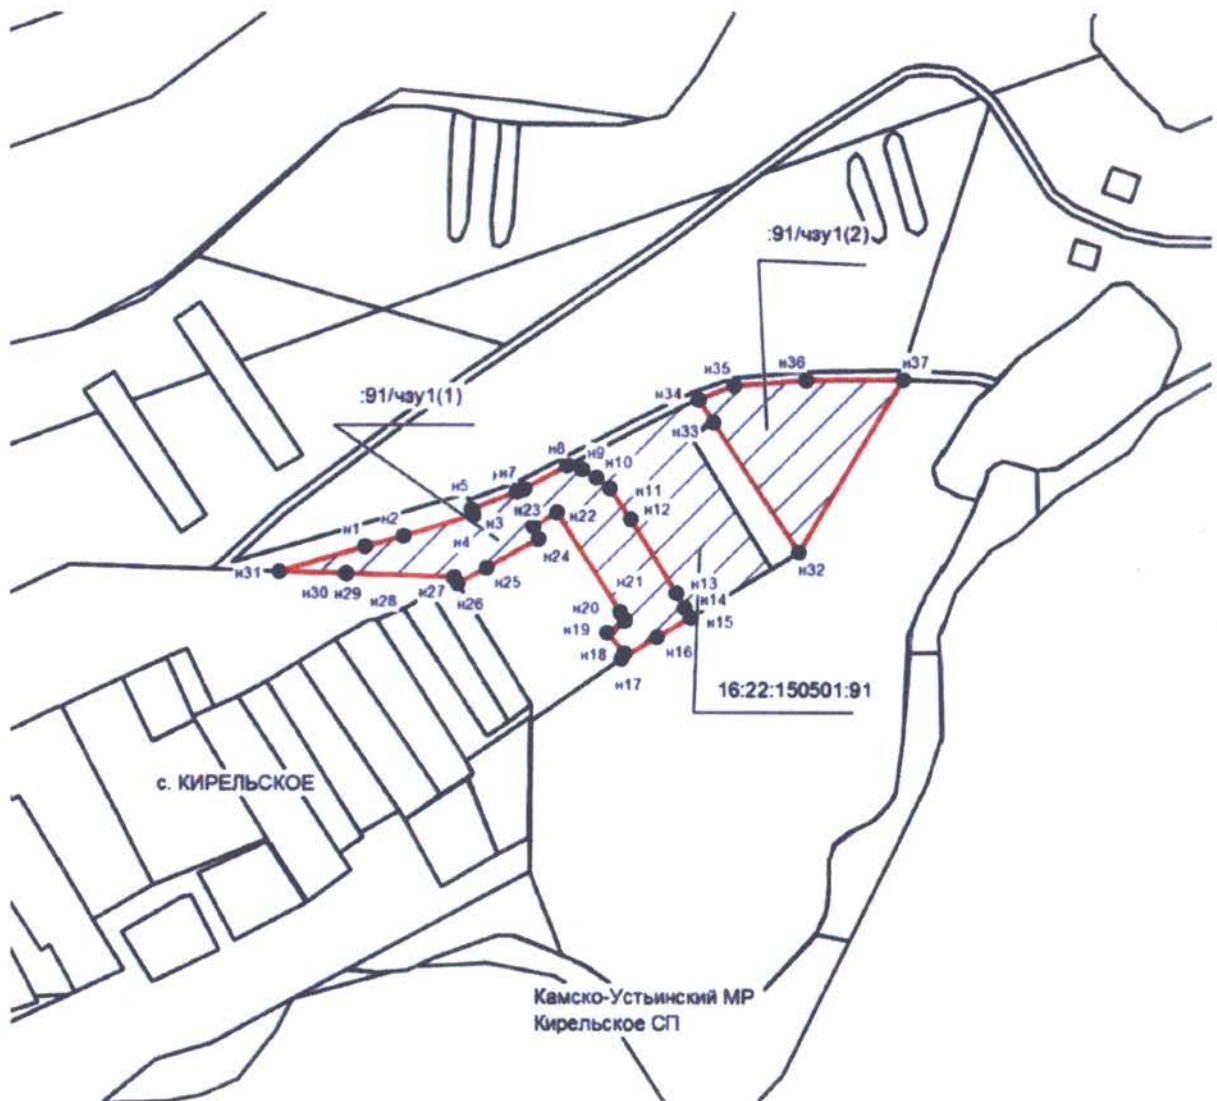 :91/чзу1(2)
н35
н36
н37
:91/чзу1(1)
н34
н33
н8
н9
н7
н10
н5
н11
н23
н22
н12
н1
н2
н3
н4
н24
н31
н32
н30
н29
н28
н27
н25
н26
н21
н13
н20
н14
н19
н15
н16
н18
н17
16:22:150501:91
с. КИРЕЛЬСКОЕ
Камско-Устьинский МР
Кирельское СП